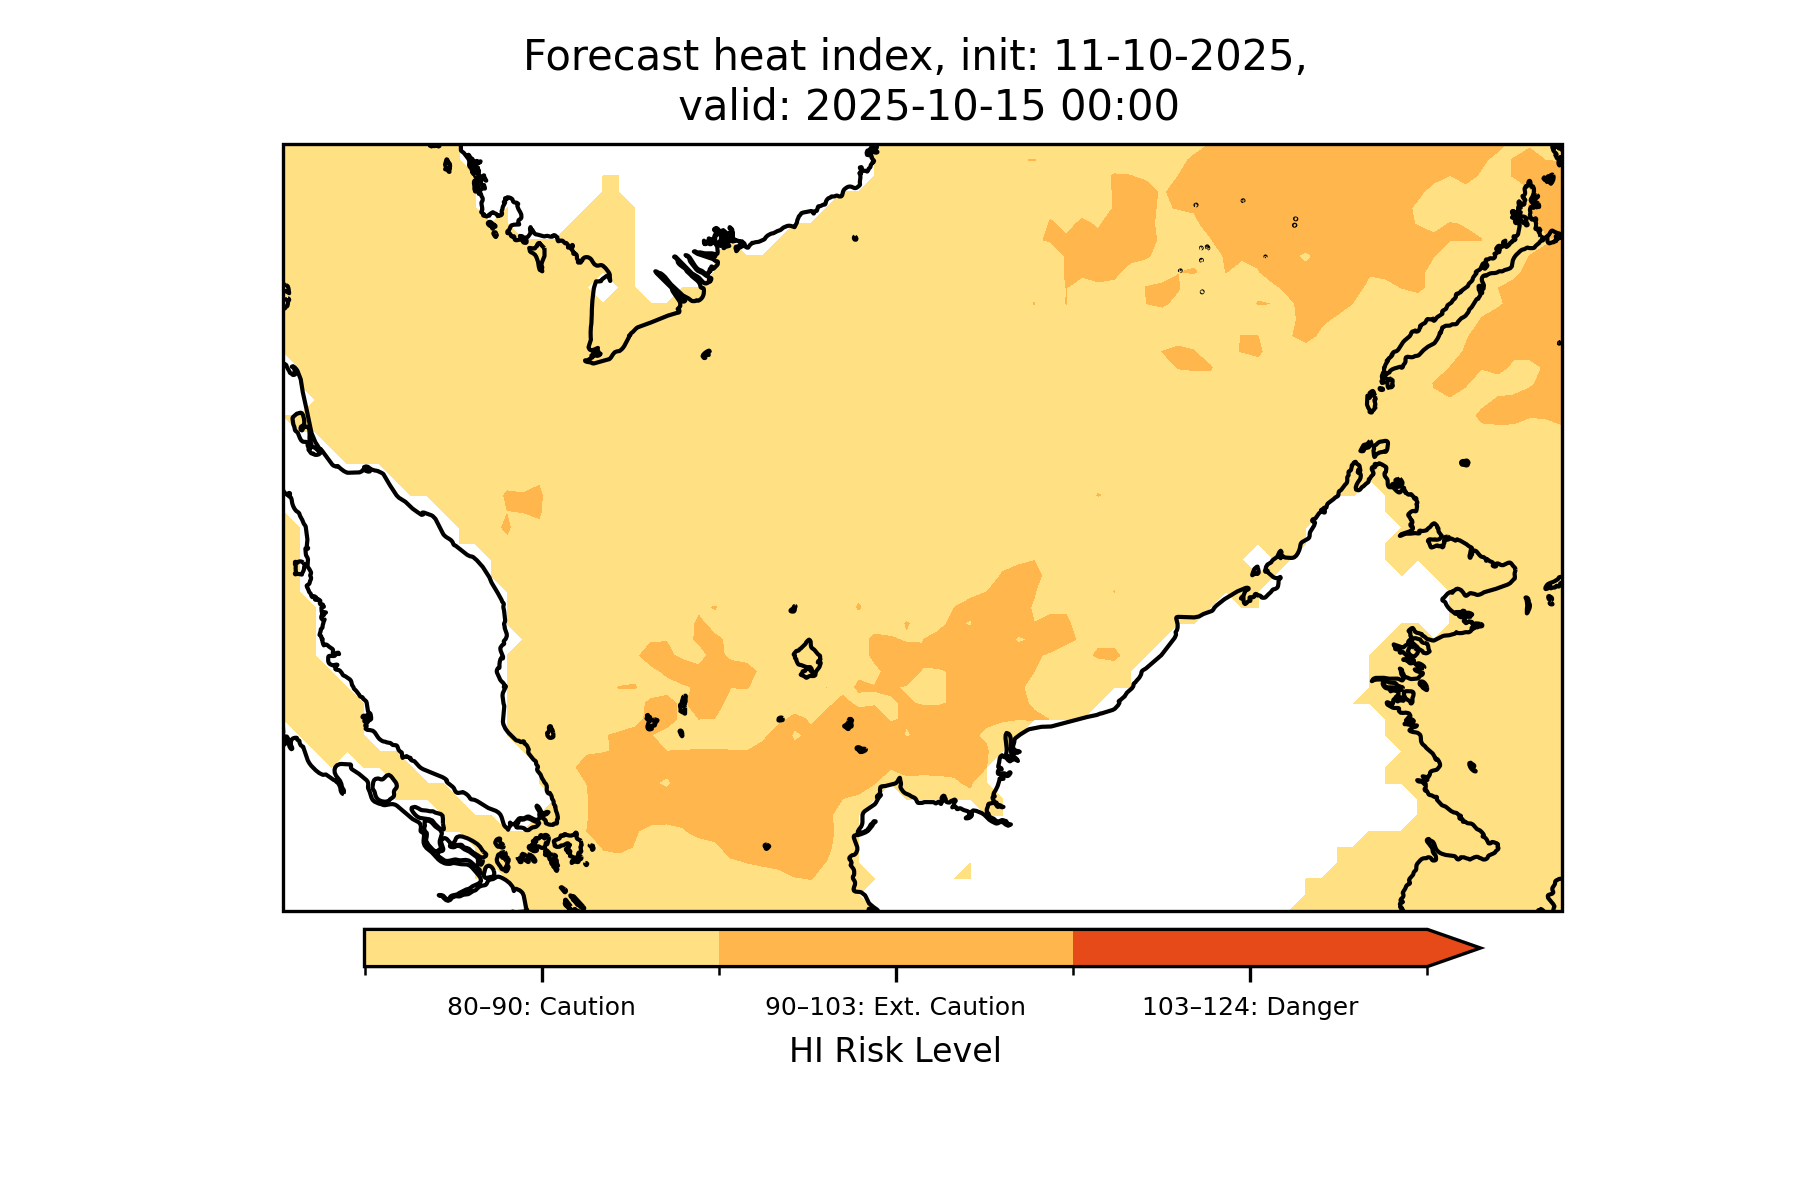 Forecast heat index, init: 11-10-2025,
valid: 2025-10-15 00:00
80–90: Caution
90–103: Ext. Caution
103–124: Danger
HI Risk Level